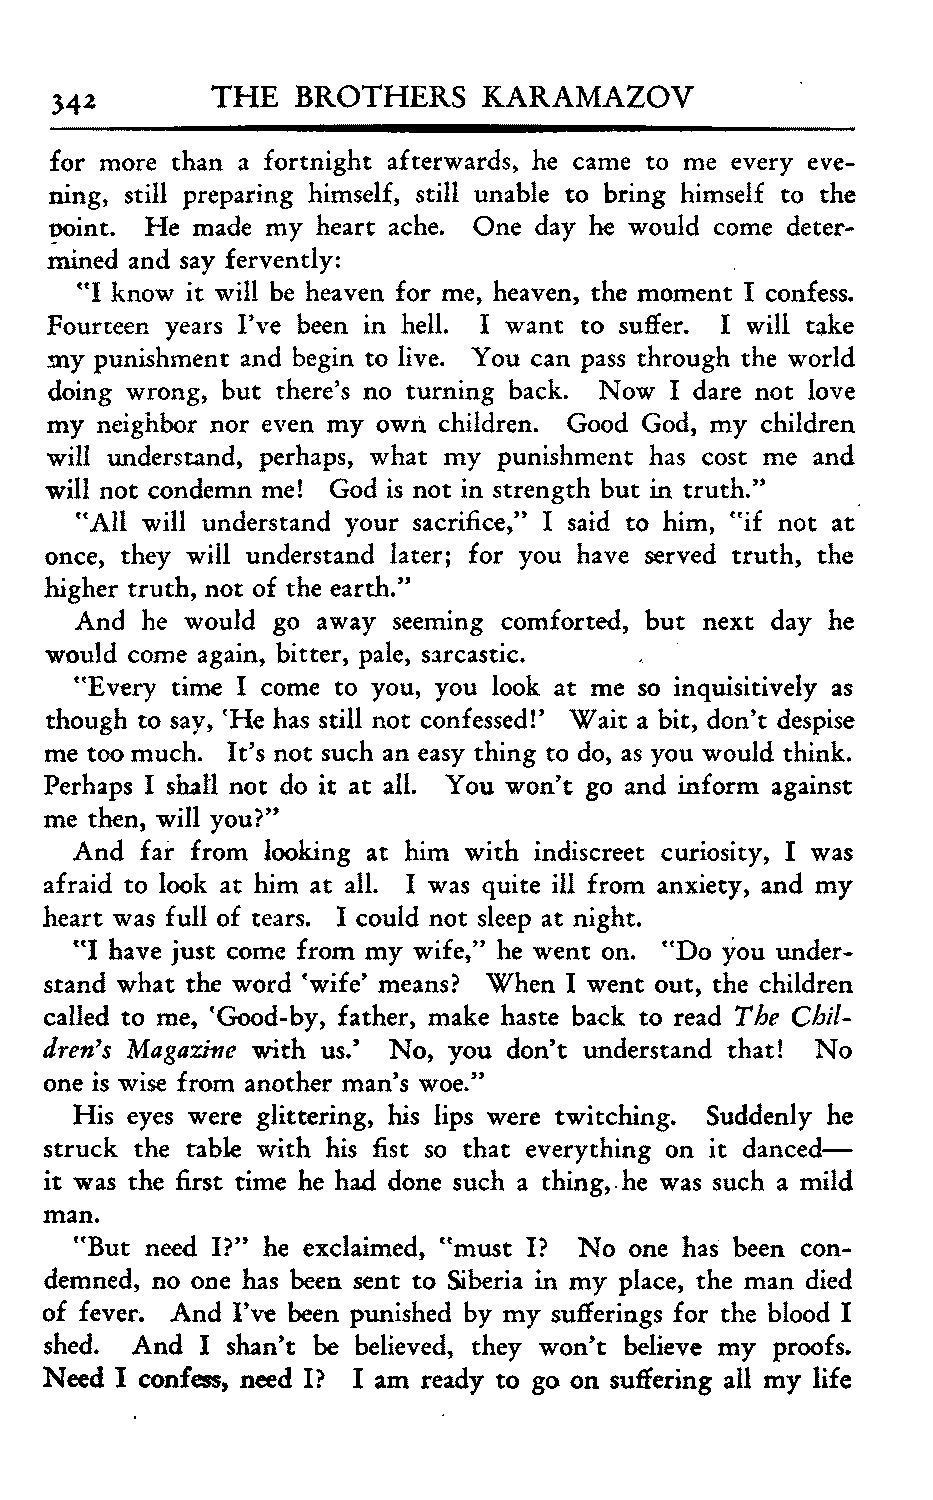 342 THE BROTHERS KARAMAZOV
for more than a fortnight afterwards, he came to me every eve-
ning, still preparing himself, still unable to bring himself to the
point. He made my heart ache. One day he would come deter-
mined and say fervently:
"I know it will be heaven for me, heaven, the moment I confess.
Fourteen years I've been in hell. I want to suffer. I will take
my punishment and begin to live. You can pass through the world
doing wrong, but there's no turning back. Now I dare not love
my neighbor nor even my own children. Good God, my children
will understand, perhaps, what my punishment has cost me and
will not condemn me! God is not in strength but in truth."
"All will understand your sacrifice," I said to him, "if not at
once, they will understand later; for you have served truth, the
higher truth, not of the earth."
And he would go away seeming comforted, but next day he
would come again, bitter, pale, sarcastic.
"Every time I come to you, you look at me so inquisitively as
though to say, 'He has still not confessed!' Wait a bit, don't despise
me too much. It's not such an easy thing to do, as you would think.
Perhaps I shall not do it at all. You won't go and inform against
me then, will you?"
And far from looking at him with indiscreet curiosity, I was
afraid to look at him at all. I was quite ill from anxiety, and my
heart was full of tears. I could not sleep at night.
"I have just come from my wife," he went on. "Do you under-
stand what the word 'wife' means? When I went out, the children
called to me, 'Good-by, father, make haste back to read The Chil-
dren's Magazine with us.' No, you don't understand that! No
one is wise from another man's woe."
His eyes were glittering, his lips were twitching. Suddenly he
struck the table with his fist so that everything on it danced—
it was the first time he had done such a thing, he was such a mild
man.
"But need I?" he exclaimed, "must I? No one has been con-
demned, no one has been sent to Siberia in my place, the man died
of fever. And I've been punished by my sufferings for the blood I
shed. And I shan't be believed, they won't believe my proofs.
Need I confess, need I? I am ready to go on suffering all my life